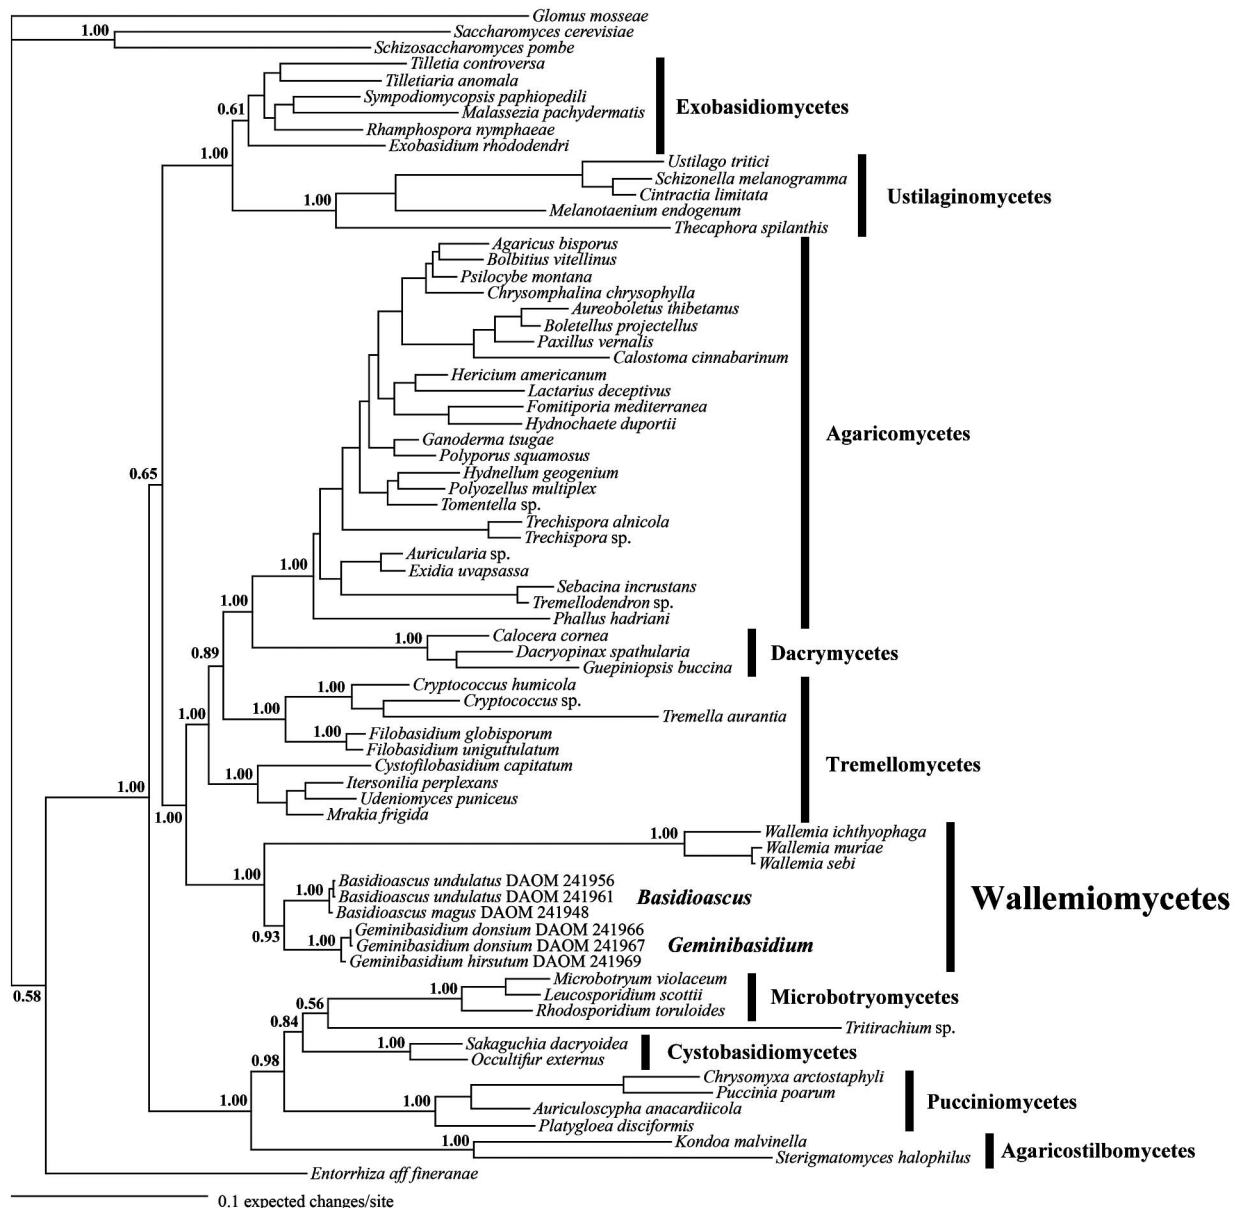 Glomus mosseae
1.00
Saccharomyces cerevisiae
Schizosaccharomyces pombe
Tilletia controversa
Tilletiaria anomala
Sympodiomycopsis paphiopedili
0.61
Malassezia pachydermatis
Exobasidiomycetes
Rhamphospora nymphaeae
Exobasidium rhododendri
1.00
Ustilago tritici
Schizonella melanogramma
Cintractia limitata
Ustilaginomycetes
1.00
Melanotaenium endogenum
Thecaphora spilanthis
Agaricus bisporus
Bolbitius vitellinus
Psilocybe montana
Chrysomphalina chrysophylla
Aureoboletus thibetanus
Boletellus projectellus
Paxillus vernalis
Calostoma cinnabarinum
Hericium americanum
Lactarius deceptivus
Fomitiporia mediterranea
Hydnochaete duportii
Agaricomycetes
Ganoderma tsugae
Polyporus squamosus
0.65
Hydnellum geogenium
Polyozellus multiplex
Tomentella sp.
Trechispora alnicola
Trechispora sp.
Auricularia sp.
1.00
Exidia uvapsassa
Sebacina incrustans
1.00
Tremellodendron sp.
Phallus hadriani
1.00
Calocera cornea
0.89
Dacryopinax spathularia
Dacrymycetes
Guepiniopsis buccina
1.00
Cryptococcus humicola
Cryptococcus sp.
1.00
1.00
Tremella aurantia
1.00
Filobasidium globisporum
Filobasidium uniguttulatum
Cystofilobasidium capitatum
Tremellomycetes
1.00
Itersonilia perplexans
1.00
Udeniomyces puniceus
1.00
Mrakia frigida
1.00
Wallemia ichthyophaga
Wallemia muriae
Wallemia sebi
1.00
1.00
Basidioascus undulatus DAOM 241956
Basidioascus undulatus DAOM 241961
Basidioascus
Wallemiomycetes
Basidioascus magus DAOM 241948
0.93
Geminibasidium donsium DAOM 241966
1.00
Geminibasidium donsium DAOM 241967
Geminibasidium
Geminibasidium hirsutum DAOM 241969
Microbotryum violaceum
1.00
Leucosporidium scottii
Microbotryomycetes
0.58
0.56
Rhodosporidium toruloides
0.84
Tritirachium sp.
1.00
Sakaguchia dacryoidea
Cystobasidiomycetes
0.98
Occultifur externus
Chrysomyxa arctostaphyli
Puccinia poarum
1.00
1.00
Auriculoscypha anacardiicola
Pucciniomycetes
Platygloea disciformis
1.00
Kondoa malvinella
Sterigmatomyces halophilus
Agaricostilbomycetes
Entorrhiza aff fineranae
0.1 expected changes/site